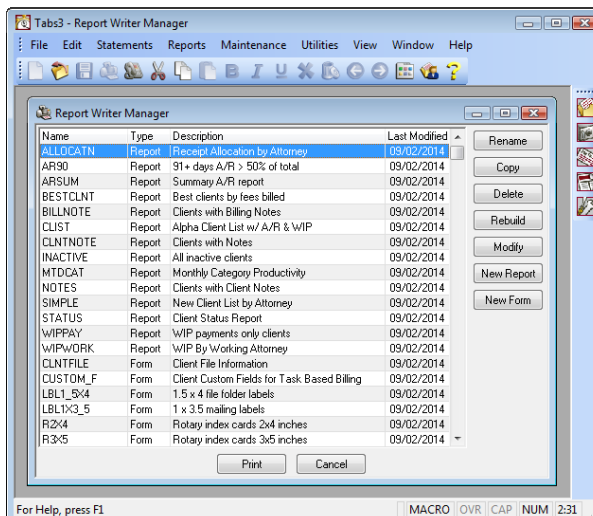 Tabs3 - Report Writer Manager
File Edit Statements Reports Maintenance Utilities View Window Help
B I U
Report Writer Manager
Name Type Description Last Modified
ALLOCATN Report Receipt Allocation by Attorney 09/02/2014
AR90 Report 91+ days A/R > 50% of total 09/02/2014
ARSUM Report Summary A/R report 09/02/2014
BESTCLNT Report Best clients by fees billed 09/02/2014
BILLNOTE Report Clients with Billing Notes 09/02/2014
CLIST Report Alpha Client List w/ A/R & WIP 09/02/2014
CLNTNOTE Report Clients with Notes 09/02/2014
INACTIVE Report All inactive clients 09/02/2014
MTDCAT Report Monthly Category Productivity 09/02/2014
NOTES Report Clients with Client Notes 09/02/2014
SIMPLE Report New Client List by Attorney 09/02/2014
STATUS Report Client Status Report 09/02/2014
WIPPAY Report WIP payments only clients 09/02/2014
WIPWORK Report WIP By Working Attorney 09/02/2014
CLNTFILE Form Client File Information 09/02/2014
CUSTOM_F Form Client Custom Fields for Task Based Billing 09/02/2014
LBL1_5X4 Form 1.5 x 4 file folder labels 09/02/2014
LBL1X3_5 Form 1 x 3.5 mailing labels 09/02/2014
R2X4 Form Rotary index cards 2x4 inches 09/02/2014
R3X5 Form Rotary index cards 3x5 inches 09/02/2014
Rename
Copy
Delete
Rebuild
Modify
New Report
New Form
Print Cancel
For Help, press F1 MACRO OVR CAP NUM 2:31